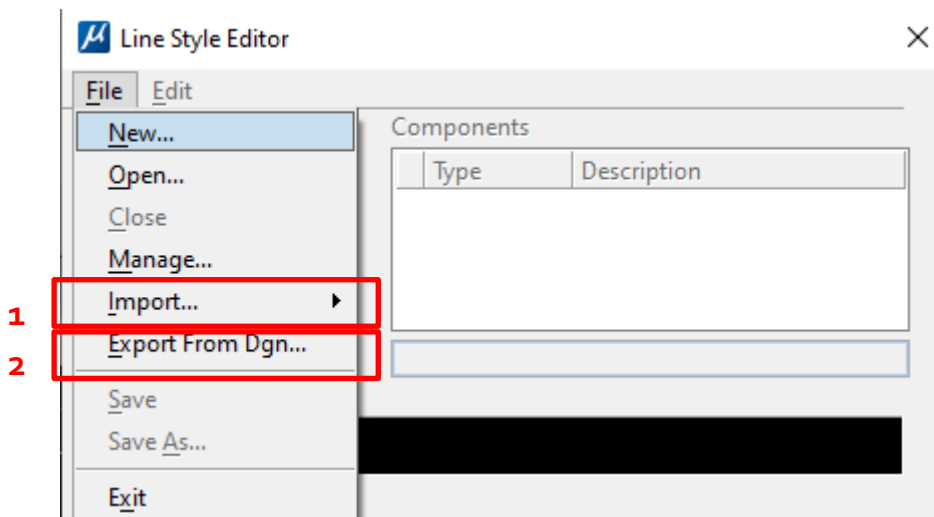 µ Line Style Editor
File Edit
New... Components
Open... Type Description
Close
Manage...
1 Import...
2 Export From Dgn...
Save
Save As...
Exit